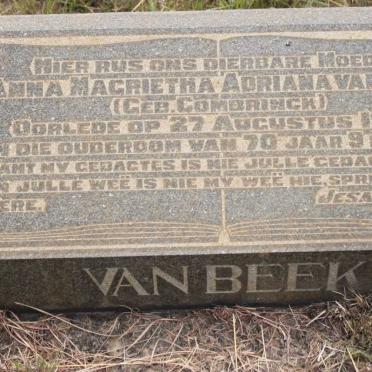 HIER RUS ONS DIERBARE MOED
ANNA MAGRIETHA ADRIANA VA
(GEB. GOMBRINCK)
OORLEDE OP 27 AUGUSTUS
DIE OUDERDOM VAN 70 JAAR 9
MY GEDAGTES IS NIE JULLE GEDA
JULLE WEË IS NIE MY WEË NIE SPR
ERE. JESA
VAN BEEK